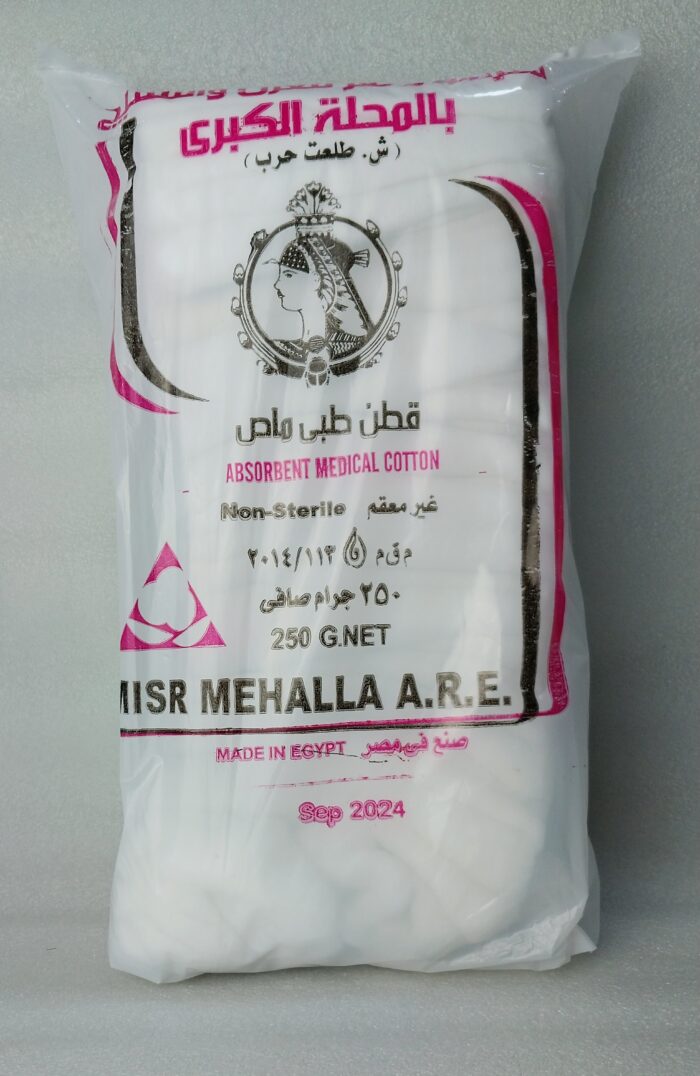 بالمحلة الكبرى
(ش. طلعت حرب)
قطن طبى ماص
ABSORBENT MEDICAL COTTON
Non-Sterile غير معقم
م ق م ٢٠١٤/١١٣
٢٥٠ جرام صافي
250 G.NET
MISR MEHALLA A.R.E.
MADE IN EGYPT صنع في مصر
Sep 2024